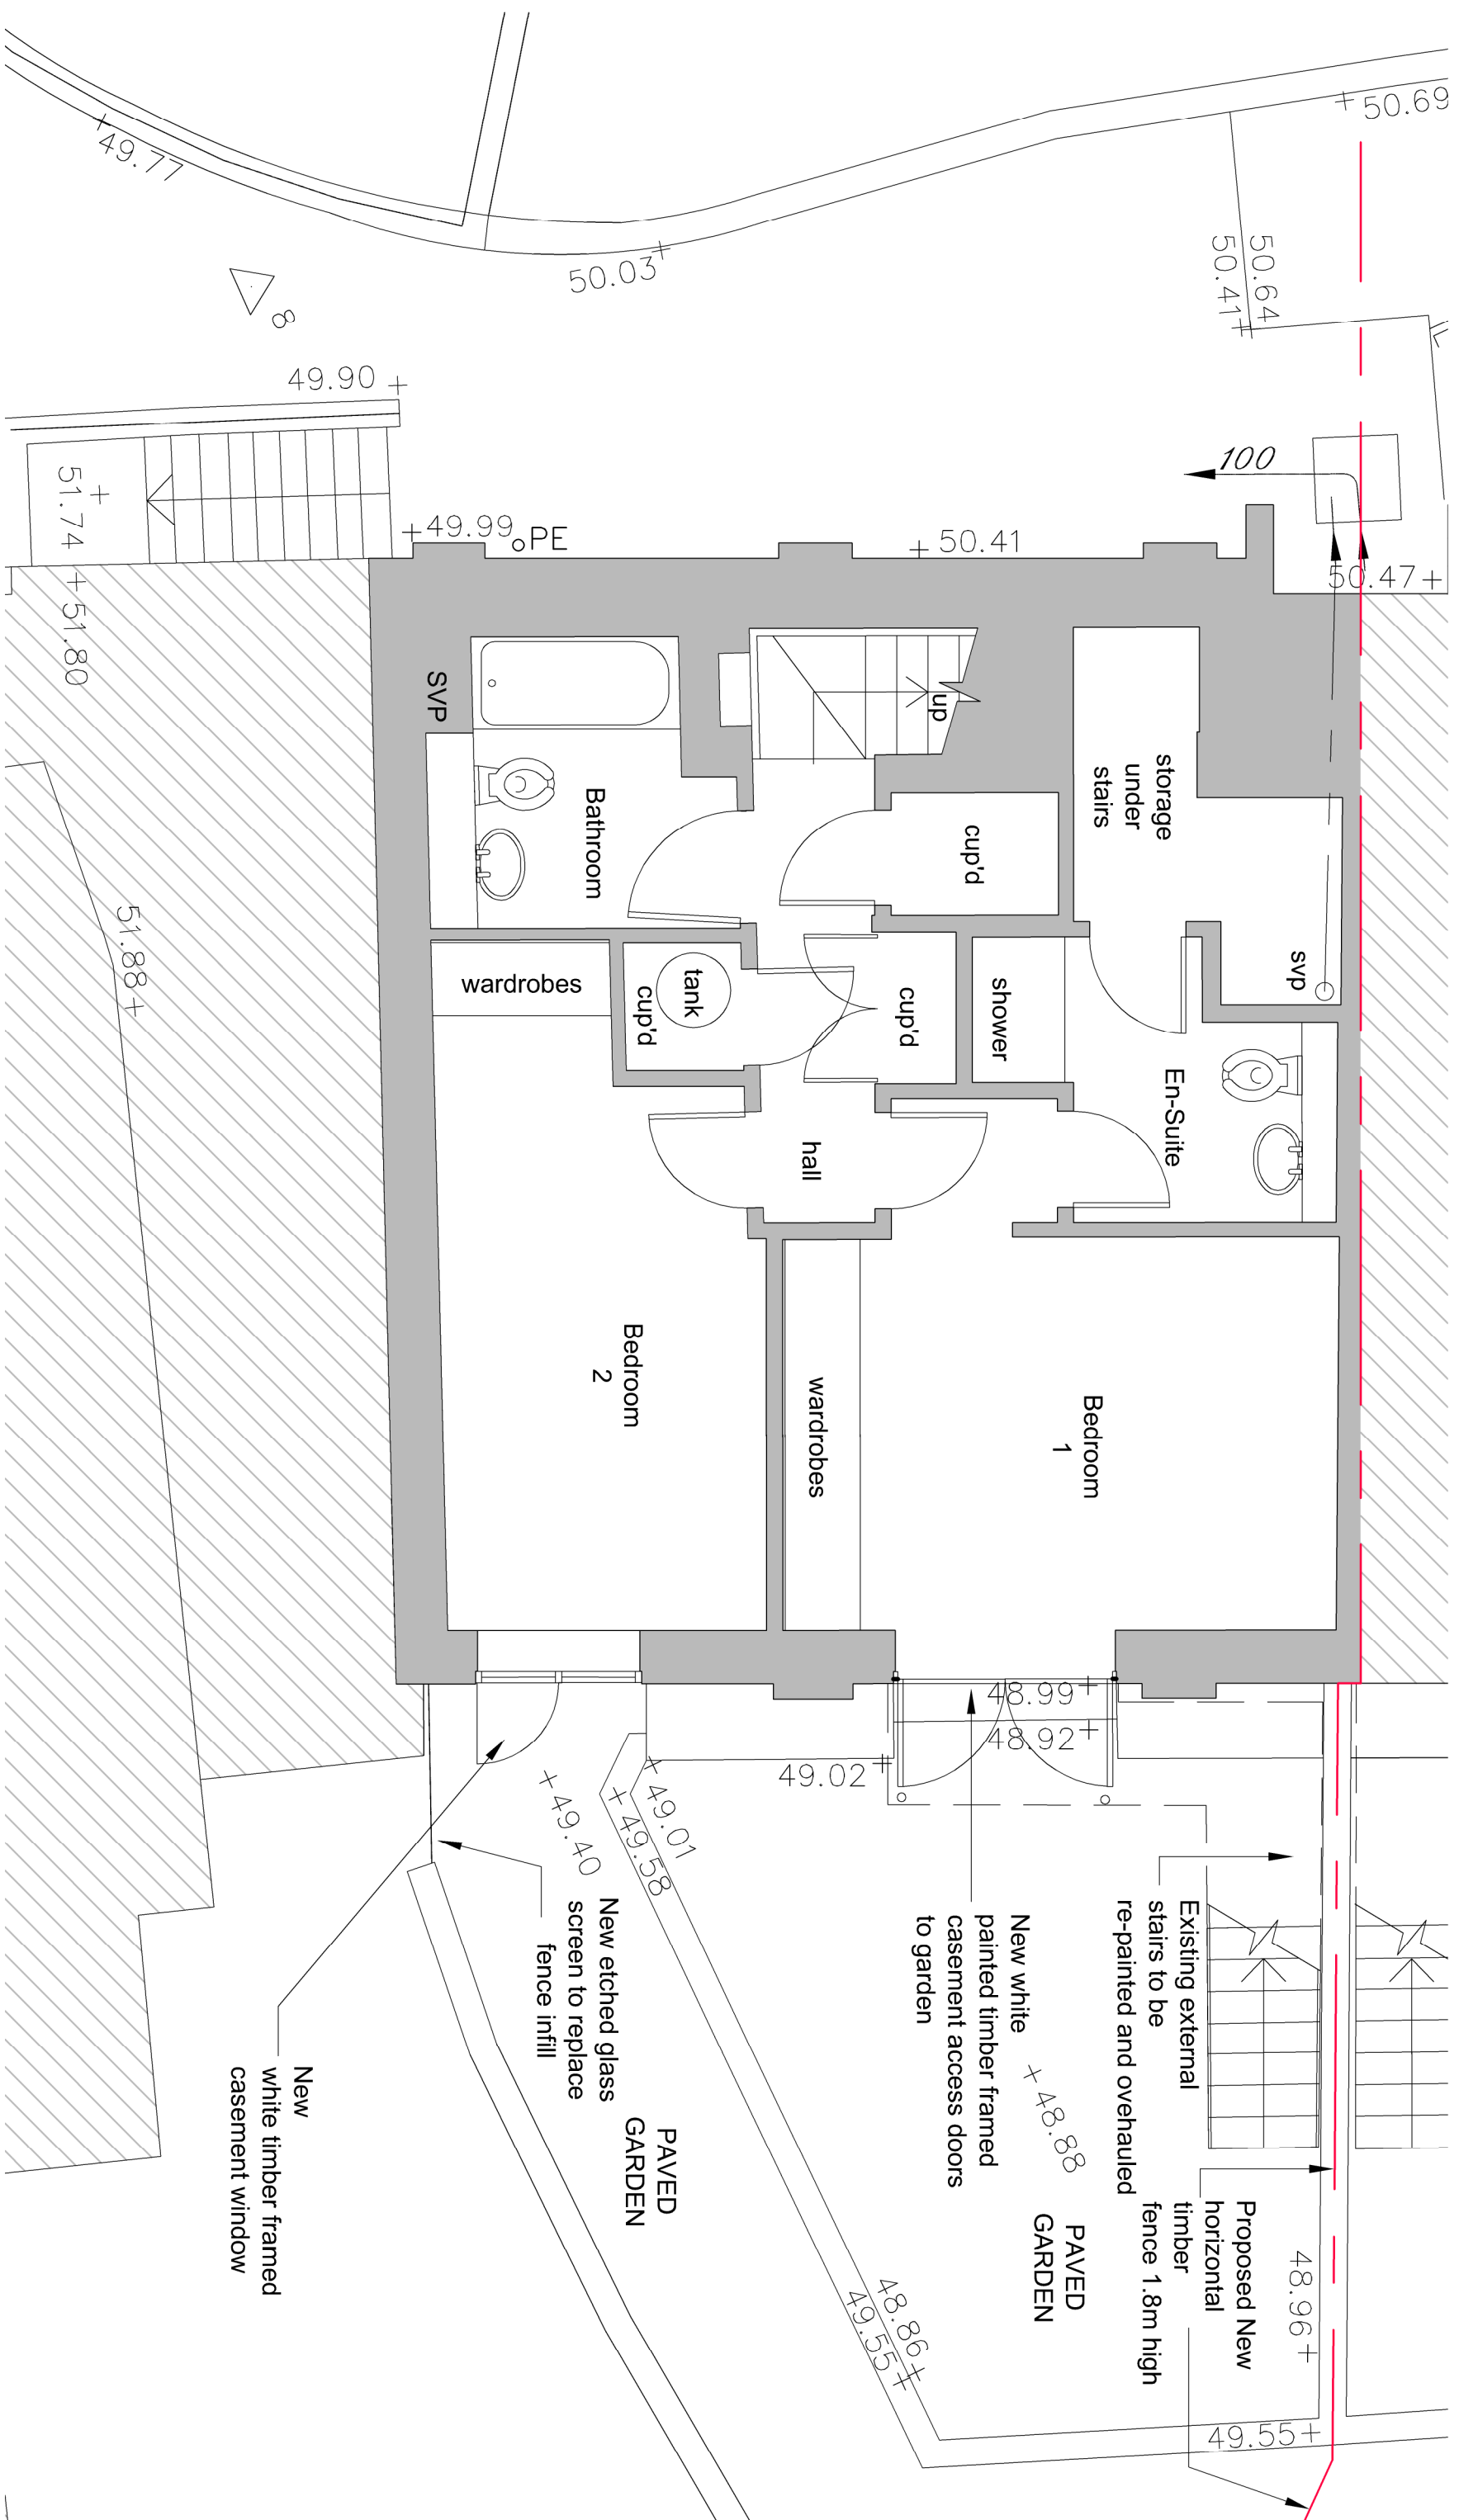 50.69
49.77
50.03
50.64
50.41
8
49.90
100
51.74
49.99
PE
50.41
50.47
51.80
SVP
up
storage
under
stairs
Bathroom
cup'd
51.88
svp
wardrobes
tank
cup'd
cup'd
shower
En-Suite
hall
Bedroom
2
wardrobes
Bedroom
1
48.99
48.92
49.02
49.01
49.58
49.40
New etched glass
screen to replace
fence infill
New white
painted timber framed
casement access doors
to garden
Existing external
stairs to be
re-painted and ovehauled
48.88
New
white timber framed
casement window
PAVED
GARDEN
PAVED
GARDEN
Proposed New
horizontal
timber
fence 1.8m high
48.96
48.86
49.55
49.55